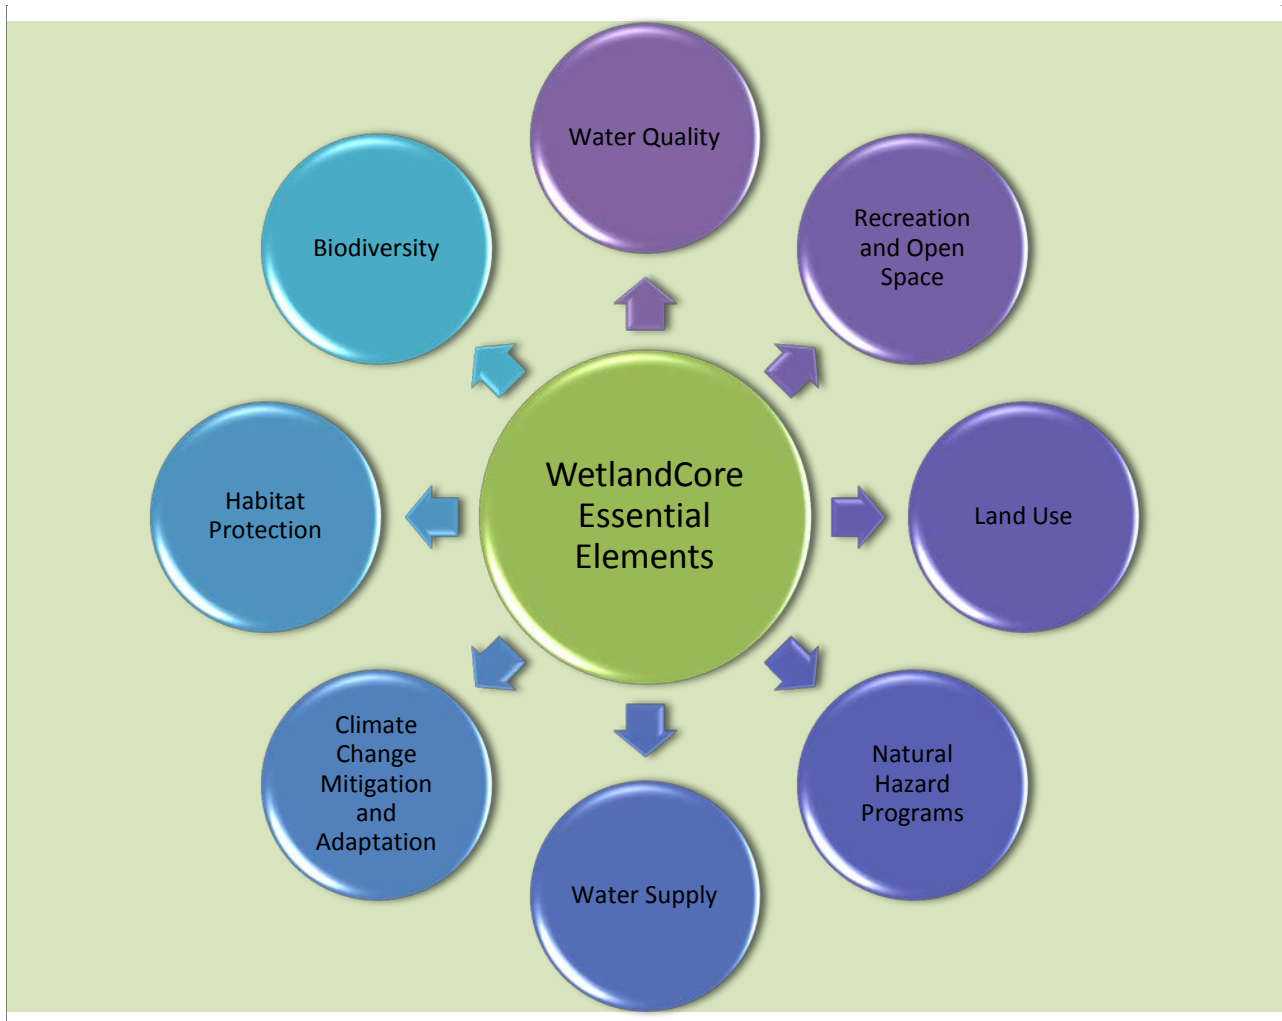 Water Quality
Recreation
and Open
Space
Land Use
Natural
Hazard
Programs
Water Supply
Climate
Change
Mitigation
and
Adaptation
Habitat
Protection
Biodiversity
WetlandCore
Essential
Elements